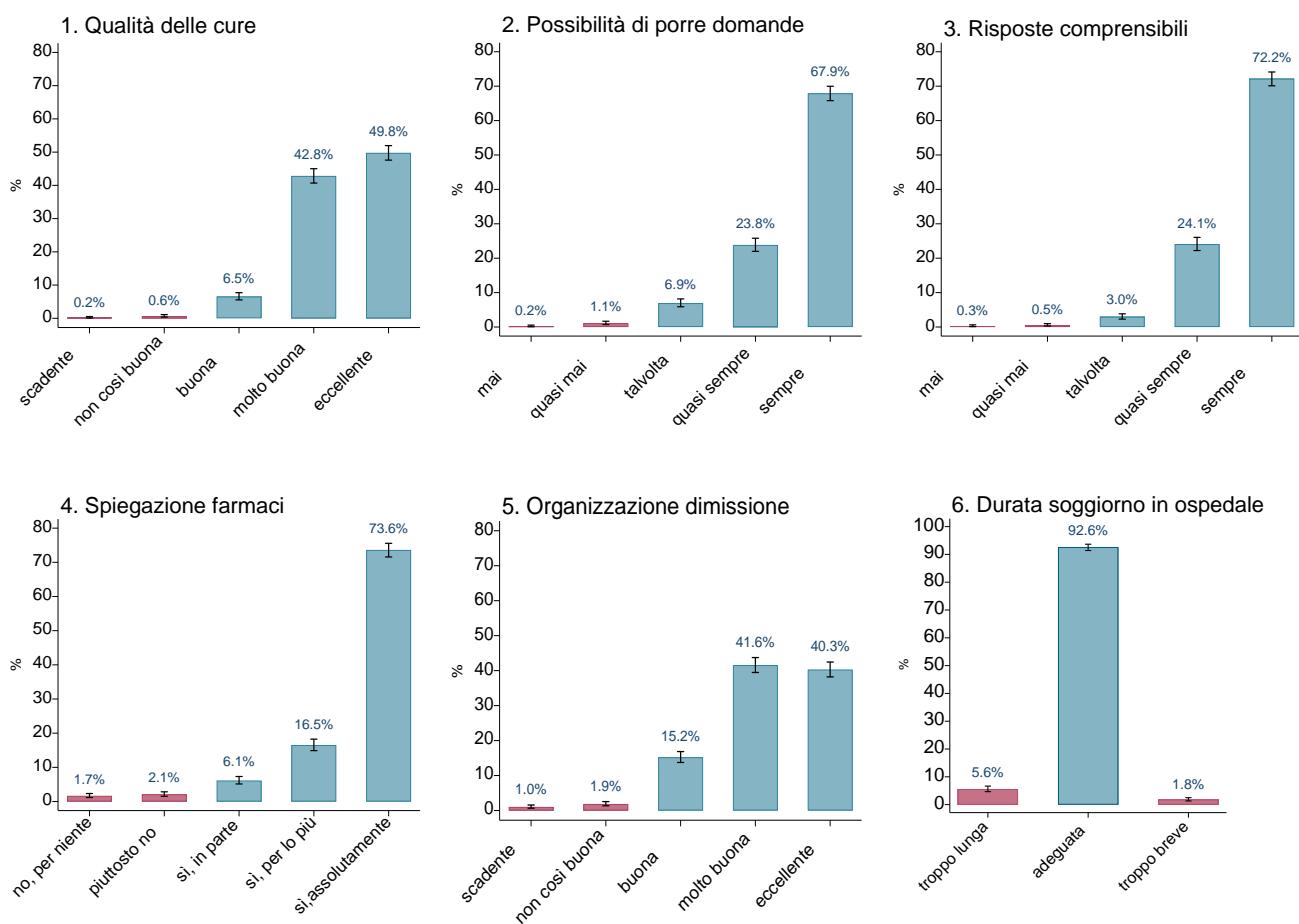 1. Qualità delle cure
80
70
60
50
40
30
20
10
0
%
0.2%
0.6%
6.5%
42.8%
49.8%
scadente
non così buona
buona
molto buona
eccellente
2. Possibilità di porre domande
80
70
60
50
40
30
20
10
0
%
0.2%
1.1%
6.9%
23.8%
67.9%
mai
quasi mai
talvolta
quasi sempre
sempre
3. Risposte comprensibili
80
70
60
50
40
30
20
10
0
%
0.3%
0.5%
3.0%
24.1%
72.2%
mai
quasi mai
talvolta
quasi sempre
sempre
4. Spiegazione farmaci
80
70
60
50
40
30
20
10
0
%
1.7%
2.1%
6.1%
16.5%
73.6%
no, per niente
piuttosto no
sì, in parte
sì, per lo più
sì,assolutamente
5. Organizzazione dimissione
80
70
60
50
40
30
20
10
0
%
1.0%
1.9%
15.2%
41.6%
40.3%
scadente
non così buona
buona
molto buona
eccellente
6. Durata soggiorno in ospedale
100
90
80
70
60
50
40
30
20
10
0
%
5.6%
92.6%
1.8%
troppo lunga
adeguata
troppo breve